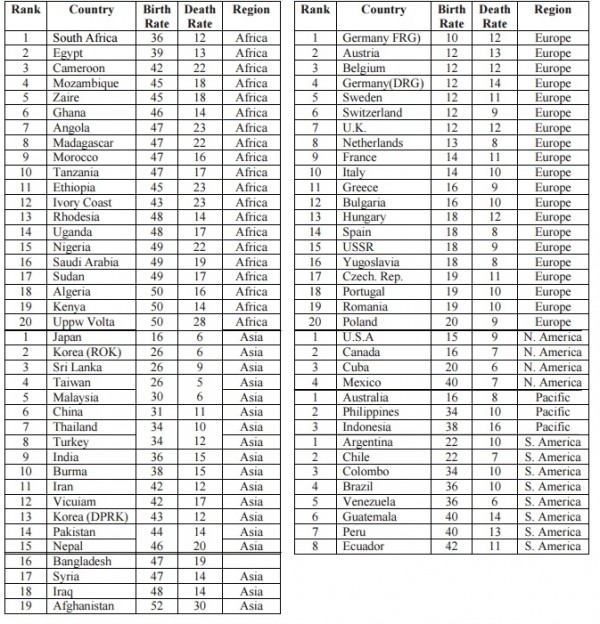 Rank Country Birth Rate Death Rate Region
1 South Africa 36 12 Africa
2 Egypt 39 13 Africa
3 Cameroon 42 22 Africa
4 Mozambique 45 18 Africa
5 Zaire 45 18 Africa
6 Ghana 46 14 Africa
7 Angola 47 23 Africa
8 Madagascar 47 22 Africa
9 Morocco 47 16 Africa
10 Tanzania 47 17 Africa
11 Ethiopia 45 23 Africa
12 Ivory Coast 43 23 Africa
13 Rhodesia 48 14 Africa
14 Uganda 48 17 Africa
15 Nigeria 49 22 Africa
16 Saudi Arabia 49 19 Africa
17 Sudan 49 17 Africa
18 Algeria 50 16 Africa
19 Kenya 50 14 Africa
20 Uppw Volta 50 28 Africa
1 Japan 16 6 Asia
2 Korea (ROK) 26 6 Asia
3 Sri Lanka 26 9 Asia
4 Taiwan 26 5 Asia
5 Malaysia 30 6 Asia
6 China 31 11 Asia
7 Thailand 34 10 Asia
8 Turkey 34 12 Asia
9 India 36 15 Asia
10 Burma 38 15 Asia
11 Iran 42 12 Asia
12 Vicuiam 42 17 Asia
13 Korea (DPRK) 43 12 Asia
14 Pakistan 44 14 Asia
15 Nepal 46 20 Asia
16 Bangladesh 47 19
17 Syria 47 14 Asia
18 Iraq 48 14 Asia
19 Afghanistan 52 30 Asia
Rank Country Birth Rate Death Rate Region
1 Germany FRG) 10 12 Europe
2 Austria 12 13 Europe
3 Belgium 12 12 Europe
4 Germany(DRG) 12 14 Europe
5 Sweden 12 11 Europe
6 Switzerland 12 9 Europe
7 U.K. 12 12 Europe
8 Netherlands 13 8 Europe
9 France 14 11 Europe
10 Italy 14 10 Europe
11 Greece 16 9 Europe
12 Bulgaria 16 10 Europe
13 Hungary 18 12 Europe
14 Spain 18 8 Europe
15 USSR 18 9 Europe
16 Yugoslavia 18 8 Europe
17 Czech. Rep. 19 11 Europe
18 Portugal 19 10 Europe
19 Romania 19 10 Europe
20 Poland 20 9 Europe
1 U.S.A 15 9 N. America
2 Canada 16 7 N. America
3 Cuba 20 6 N. America
4 Mexico 40 7 N. America
1 Australia 16 8 Pacific
2 Philippines 34 10 Pacific
3 Indonesia 38 16 Pacific
1 Argentina 22 10 S. America
2 Chile 22 7 S. America
3 Colombo 34 10 S. America
4 Brazil 36 10 S. America
5 Venezuela 36 6 S. America
6 Guatemala 40 14 S. America
7 Peru 40 13 S. America
8 Ecuador 42 11 S. America